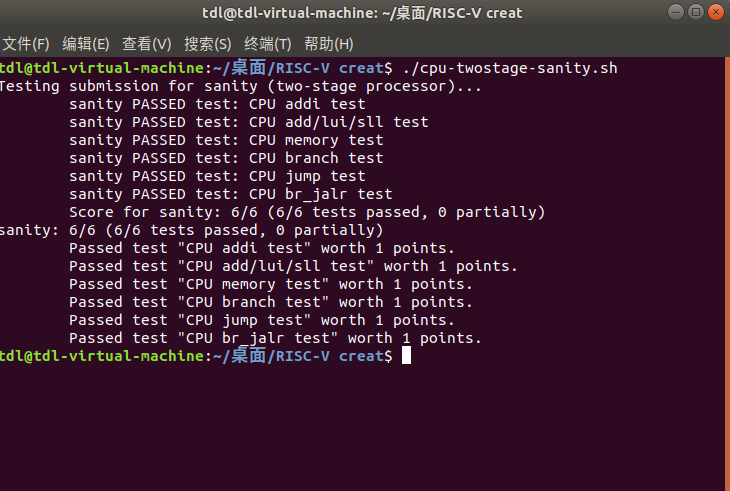 tdl@tdl-virtual-machine: ~/桌面/RISC-V creat
文件(F) 编辑(E) 查看(V) 搜索(S) 终端(T) 帮助(H)
tdl@tdl-virtual-machine:~/桌面/RISC-V creat$ ./cpu-twostage-sanity.sh
Testing submission for sanity (two-stage processor)...
        sanity PASSED test: CPU addi test
        sanity PASSED test: CPU add/lui/sll test
        sanity PASSED test: CPU memory test
        sanity PASSED test: CPU branch test
        sanity PASSED test: CPU jump test
        sanity PASSED test: CPU br_jalr test
        Score for sanity: 6/6 (6/6 tests passed, 0 partially)
sanity: 6/6 (6/6 tests passed, 0 partially)
        Passed test "CPU addi test" worth 1 points.
        Passed test "CPU add/lui/sll test" worth 1 points.
        Passed test "CPU memory test" worth 1 points.
        Passed test "CPU branch test" worth 1 points.
        Passed test "CPU jump test" worth 1 points.
        Passed test "CPU br_jalr test" worth 1 points.
tdl@tdl-virtual-machine:~/桌面/RISC-V creat$